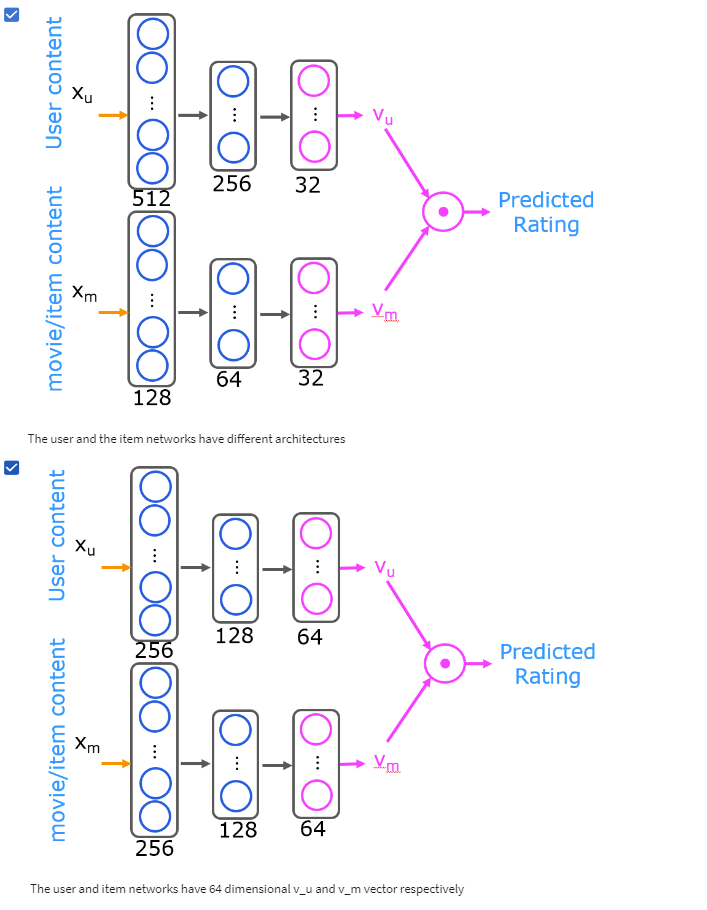 User content
Xu
512
256
32
Vu
movie/item content
Xm
128
64
32
Vm
Predicted
Rating
The user and the item networks have different architectures
User content
Xu
256
128
64
Vu
movie/item content
Xm
256
128
64
Vm
Predicted
Rating
The user and item networks have 64 dimensional v_u and v_m vector respectively